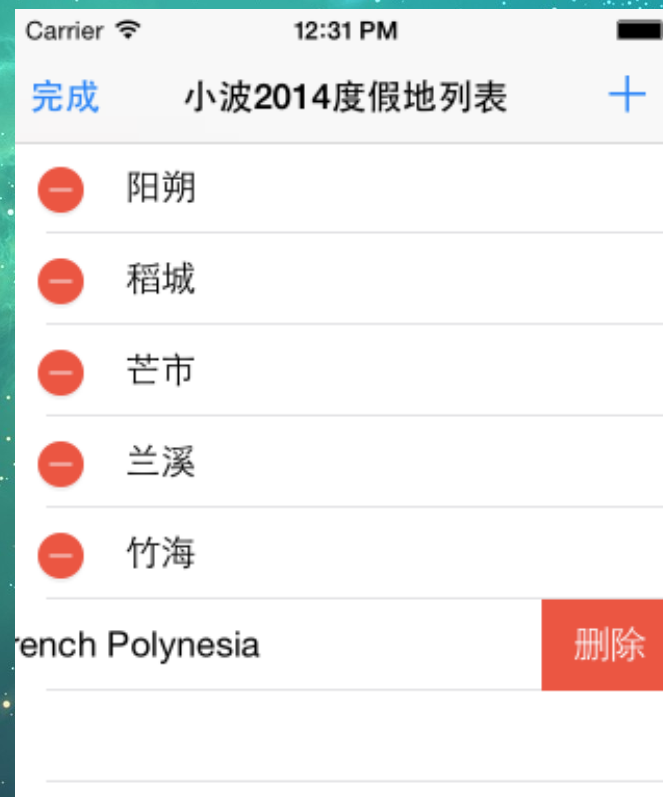 Carrier 12:31 PM
完成 小波2014度假地列表 +
阳朔
稻城
芒市
兰溪
竹海
rench Polynesia 删除